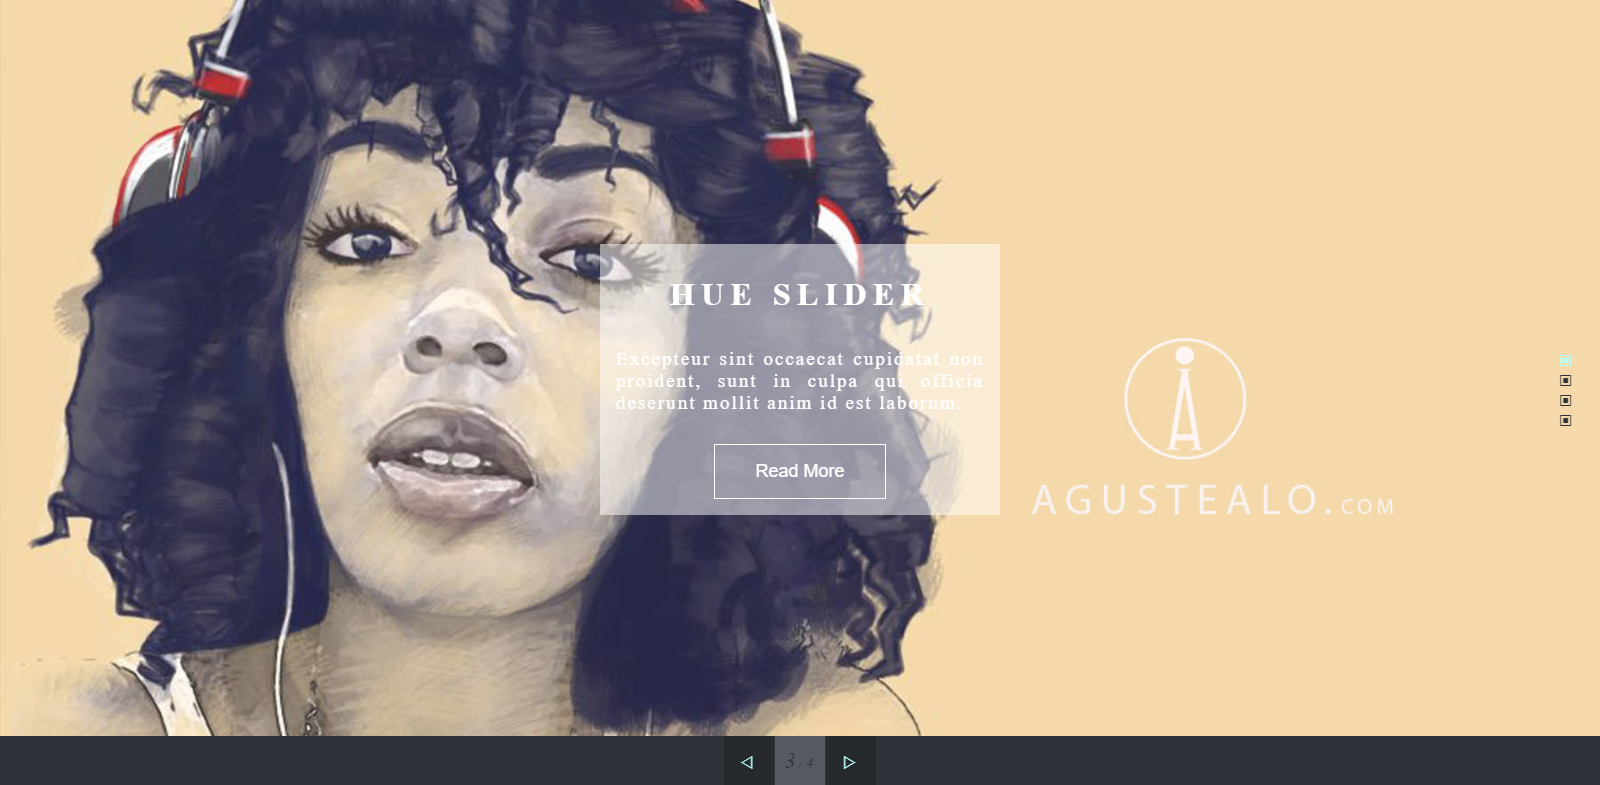 HUE SLIDER
Excepteur sint occaecat cupidatat non
proident, sunt in culpa qui officia
deserunt mollit anim id est laborum.
Read More
AGUSTEALO.COM
3 / 4